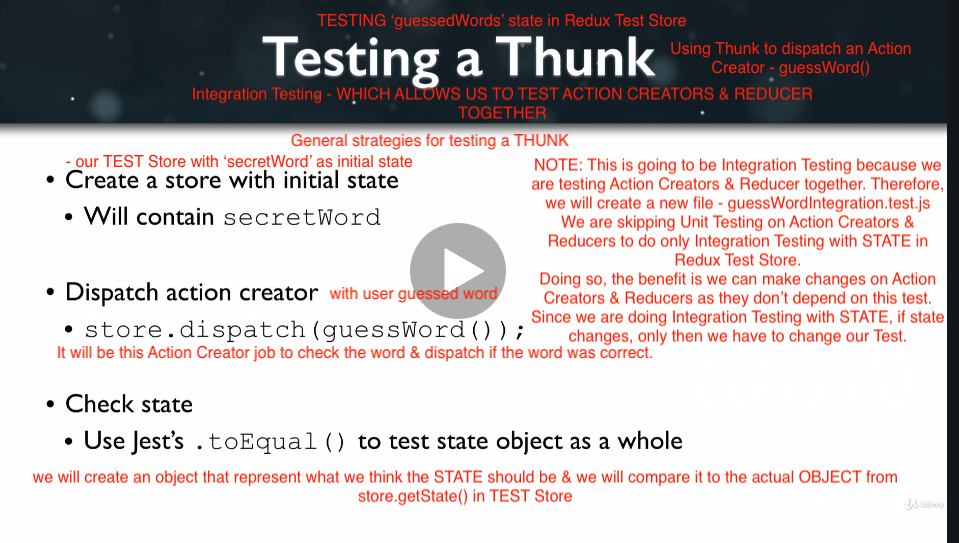 TESTING ‘guessedWords’ state in Redux Test Store
Testing a Thunk
Using Thunk to dispatch an Action
Creator - guessWord()
Integration Testing - WHICH ALLOWS US TO TEST ACTION CREATORS & REDUCER
TOGETHER
General strategies for testing a THUNK
- our TEST Store with ‘secretWord’ as initial state
• Create a store with initial state
• Will contain secretWord
NOTE: This is going to be Integration Testing because we
are testing Action Creators & Reducer together. Therefore,
we will create a new file - guessWordIntegration.test.js
We are skipping Unit Testing on Action Creators &
Reducers to do only Integration Testing with STATE in
Redux Test Store.
Doing so, the benefit is we can make changes on Action
Creators & Reducers as they don’t depend on this test.
Since we are doing Integration Testing with STATE, if state
changes, only then we have to change our Test.
• Dispatch action creator with user guessed word
• store.dispatch(guessWord());
It will be this Action Creator job to check the word & dispatch if the word was correct.
• Check state
• Use Jest’s .toEqual() to test state object as a whole
we will create an object that represent what we think the STATE should be & we will compare it to the actual OBJECT from
store.getState() in TEST Store
Udemy